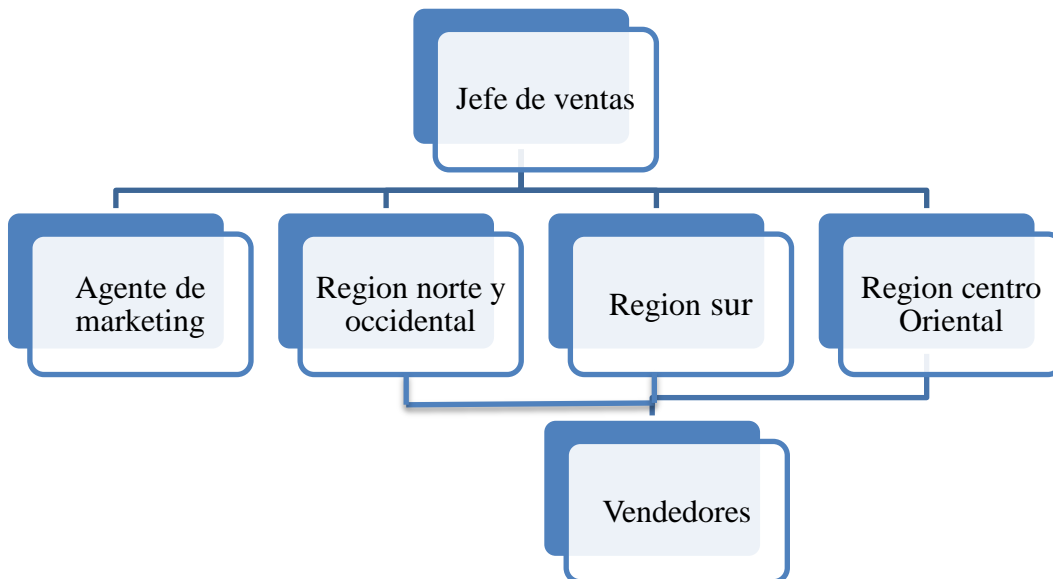 Jefe de ventas
Agente de
marketing
Region norte y
occidental
Region sur
Region centro
Oriental
Vendedores